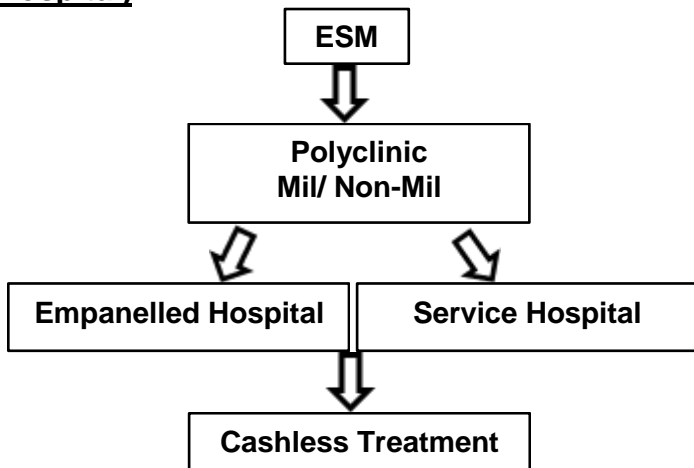 ESM
Polyclinic
Mil/ Non-Mil
Empanelled Hospital
Service Hospital
Cashless Treatment